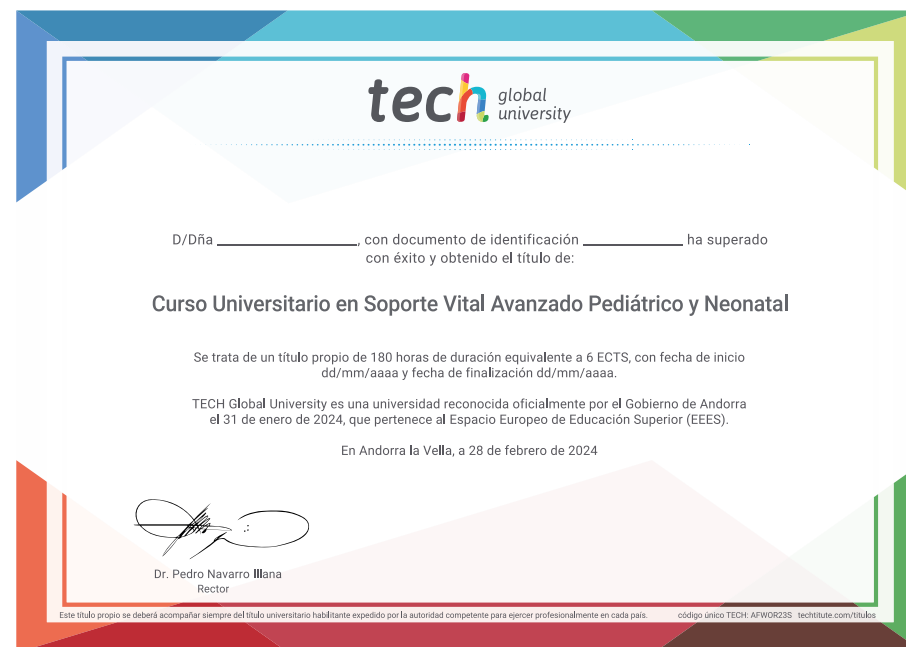 tech global university
D/Dña ____________, con documento de identificación ____________ ha superado
con éxito y obtenido el título de:
Curso Universitario en Soporte Vital Avanzado Pediátrico y Neonatal
Se trata de un título propio de 180 horas de duración equivalente a 6 ECTS, con fecha de inicio
dd/mm/aaaa y fecha de finalización dd/mm/aaaa.
TECH Global University es una universidad reconocida oficialmente por el Gobierno de Andorra
el 31 de enero de 2024, que pertenece al Espacio Europeo de Educación Superior (EEES).
En Andorra la Vella, a 28 de febrero de 2024
Dr. Pedro Navarro Illana
Rector
Este título propio se deberá acompañar siempre del título universitario habilitante expedido por la autoridad competente para ejercer profesionalmente en cada país. código único TECH: AFWOR23S techtitute.com/titulos